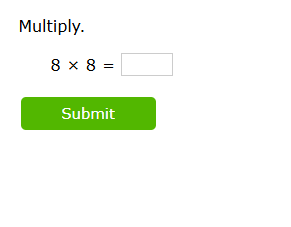 Multiply.
8 × 8 =
Submit